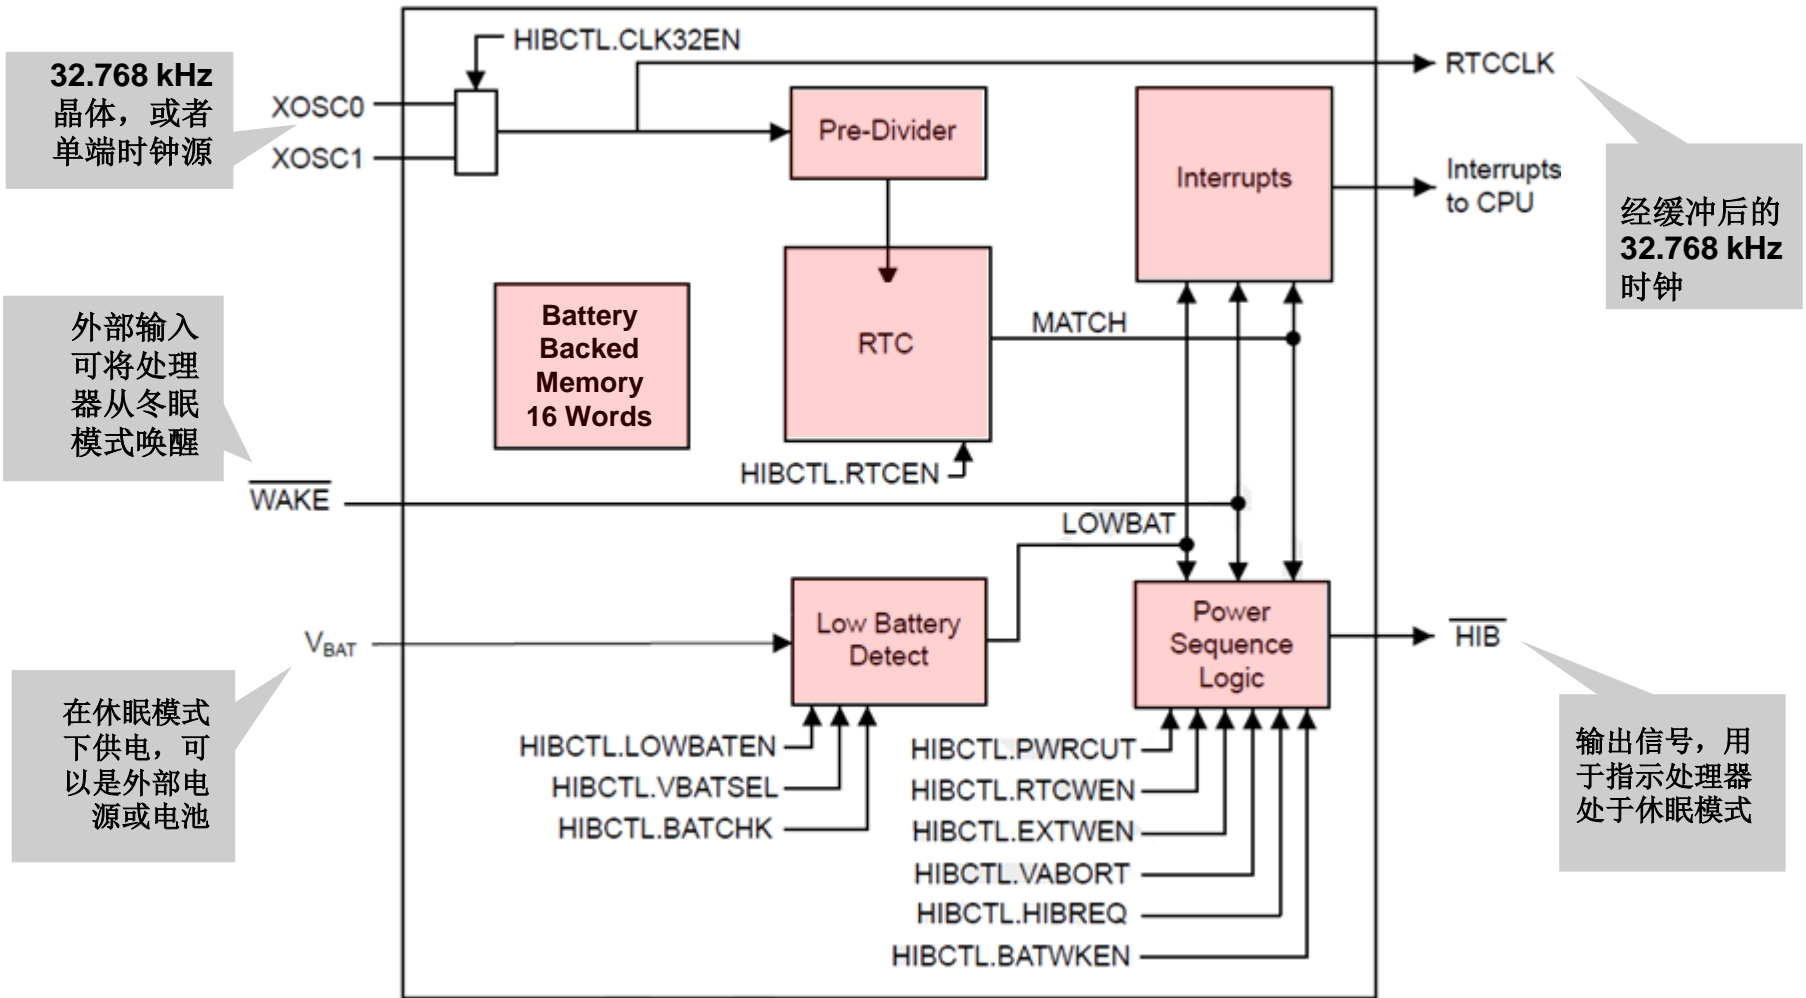 HIBCTL.CLK32EN
32.768 kHz
晶体，或者
单端时钟源
XOSC0
XOSC1
Pre-Divider
Interrupts
RTCCLK
Interrupts
to CPU
经缓冲后的
32.768 kHz
时钟
外部输入
可将处理
器从冬眠
模式唤醒
Battery
Backed
Memory
16 Words
RTC
MATCH
HIBCTL.RTCEN
WAKE
LOWBAT
VBAT
Low Battery
Detect
Power
Sequence
Logic
HIB
在休眠模式
下供电，可
以是外部电
源或电池
HIBCTL.LOWBATEN
HIBCTL.VBATSEL
HIBCTL.BATCHK
HIBCTL.PWRCUT
HIBCTL.RTCWEN
HIBCTL.EXTWEN
HIBCTL.VABORT
HIBCTL.HIBREQ
HIBCTL.BATWKEN
输出信号，用
于指示处理器
处于休眠模式